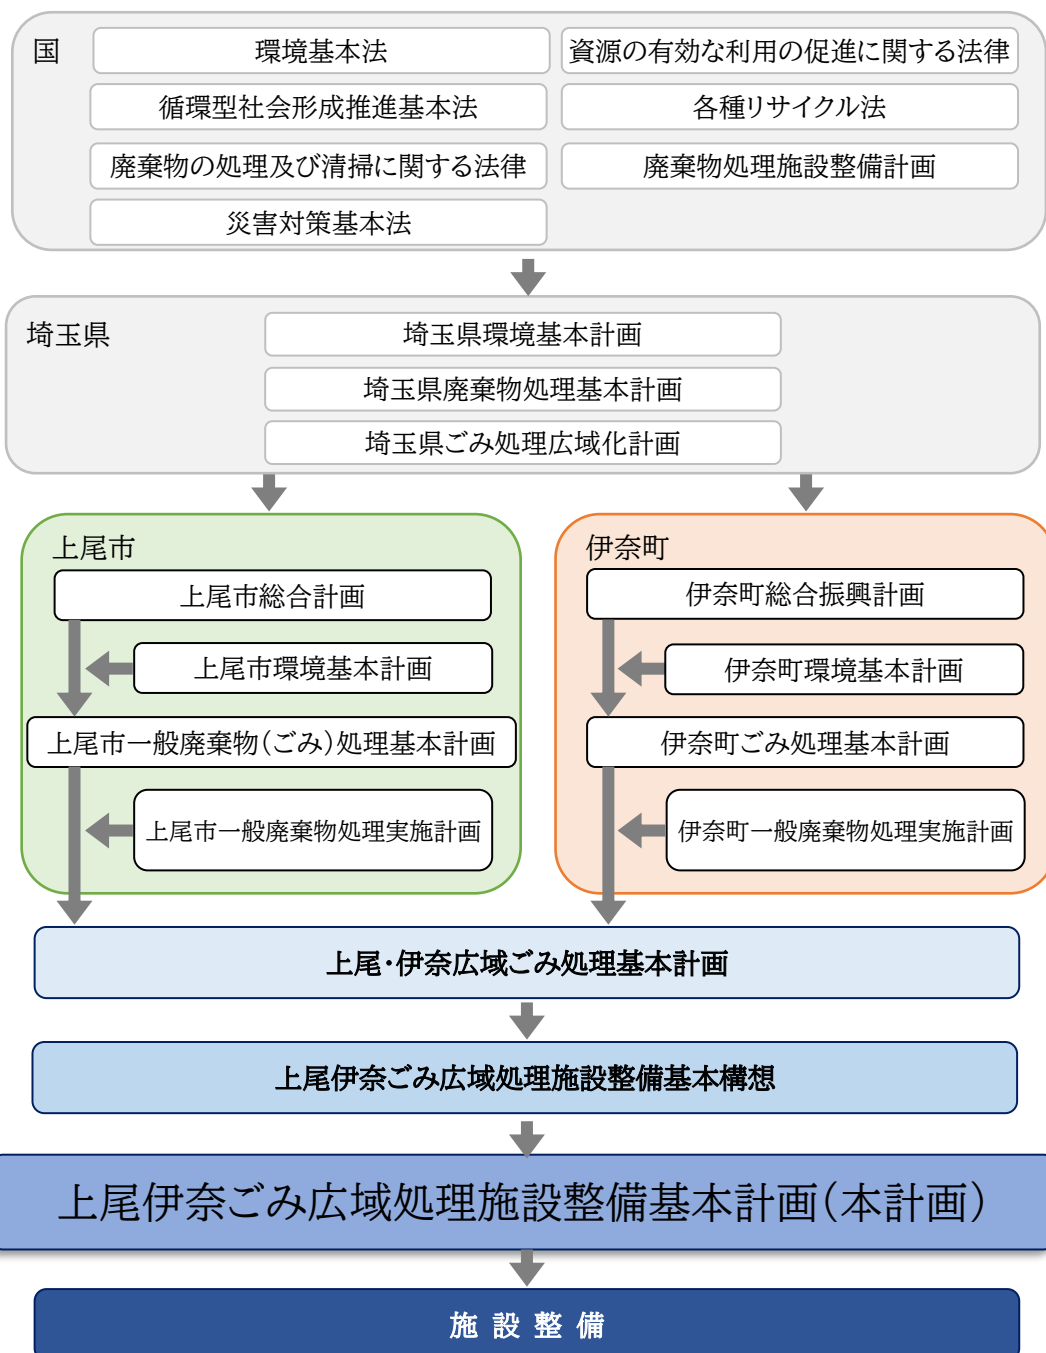 国
環境基本法
資源の有効な利用の促進に関する法律
循環型社会形成推進基本法
各種リサイクル法
廃棄物の処理及び清掃に関する法律
廃棄物処理施設整備計画
災害対策基本法
埼玉県
埼玉県環境基本計画
埼玉県廃棄物処理基本計画
埼玉県ごみ処理広域化計画
上尾市
上尾市総合計画
上尾市環境基本計画
上尾市一般廃棄物(ごみ)処理基本計画
上尾市一般廃棄物処理実施計画
伊奈町
伊奈町総合振興計画
伊奈町環境基本計画
伊奈町ごみ処理基本計画
伊奈町一般廃棄物処理実施計画
上尾・伊奈広域ごみ処理基本計画
上尾伊奈ごみ広域処理施設整備基本構想
上尾伊奈ごみ広域処理施設整備基本計画(本計画)
施設整備